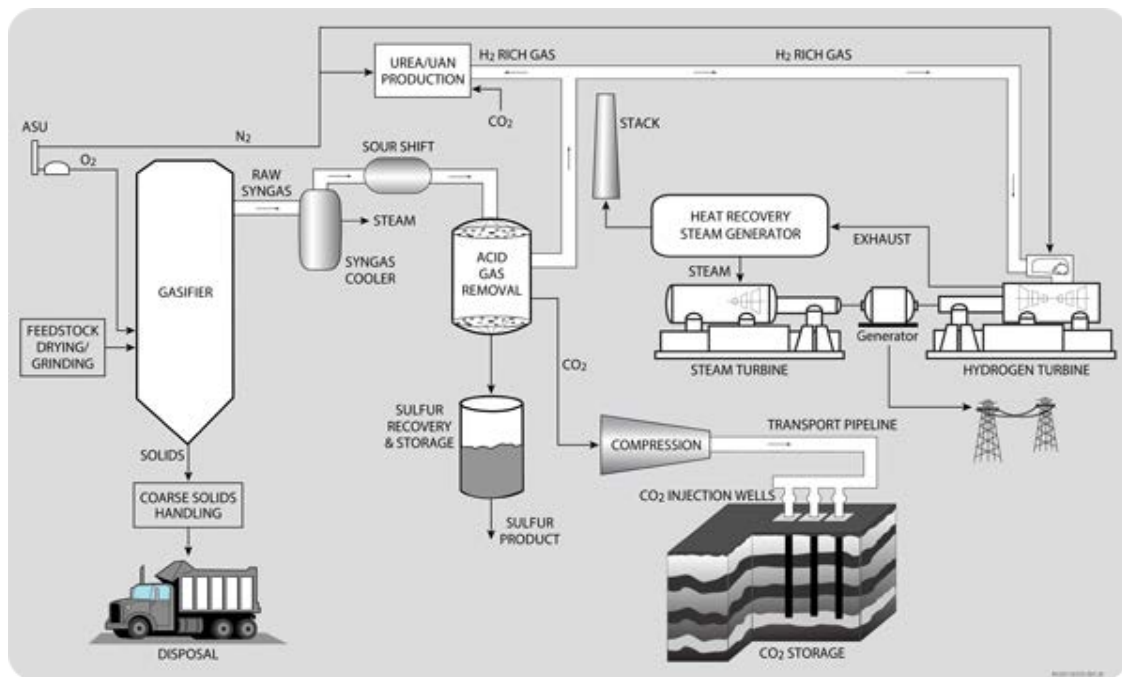 UREA/UAN
PRODUCTION
H2 RICH GAS
H2 RICH GAS
CO2
STACK
ASU
N2
O2
SOUR SHIFT
RAW
SYNGAS
STEAM
SYNGAS
COOLER
HEAT RECOVERY
STEAM GENERATOR
EXHAUST
STEAM
ACID
GAS
REMOVAL
GASIFIER
FEEDSTOCK
DRYING/
GRINDING
Generator
STEAM TURBINE
HYDROGEN TURBINE
CO2
SULFUR
RECOVERY
& STORAGE
COMPRESSION
TRANSPORT PIPELINE
SOLIDS
COARSE SOLIDS
HANDLING
CO2 INJECTION WELLS
SULFUR
PRODUCT
DISPOSAL
CO2 STORAGE